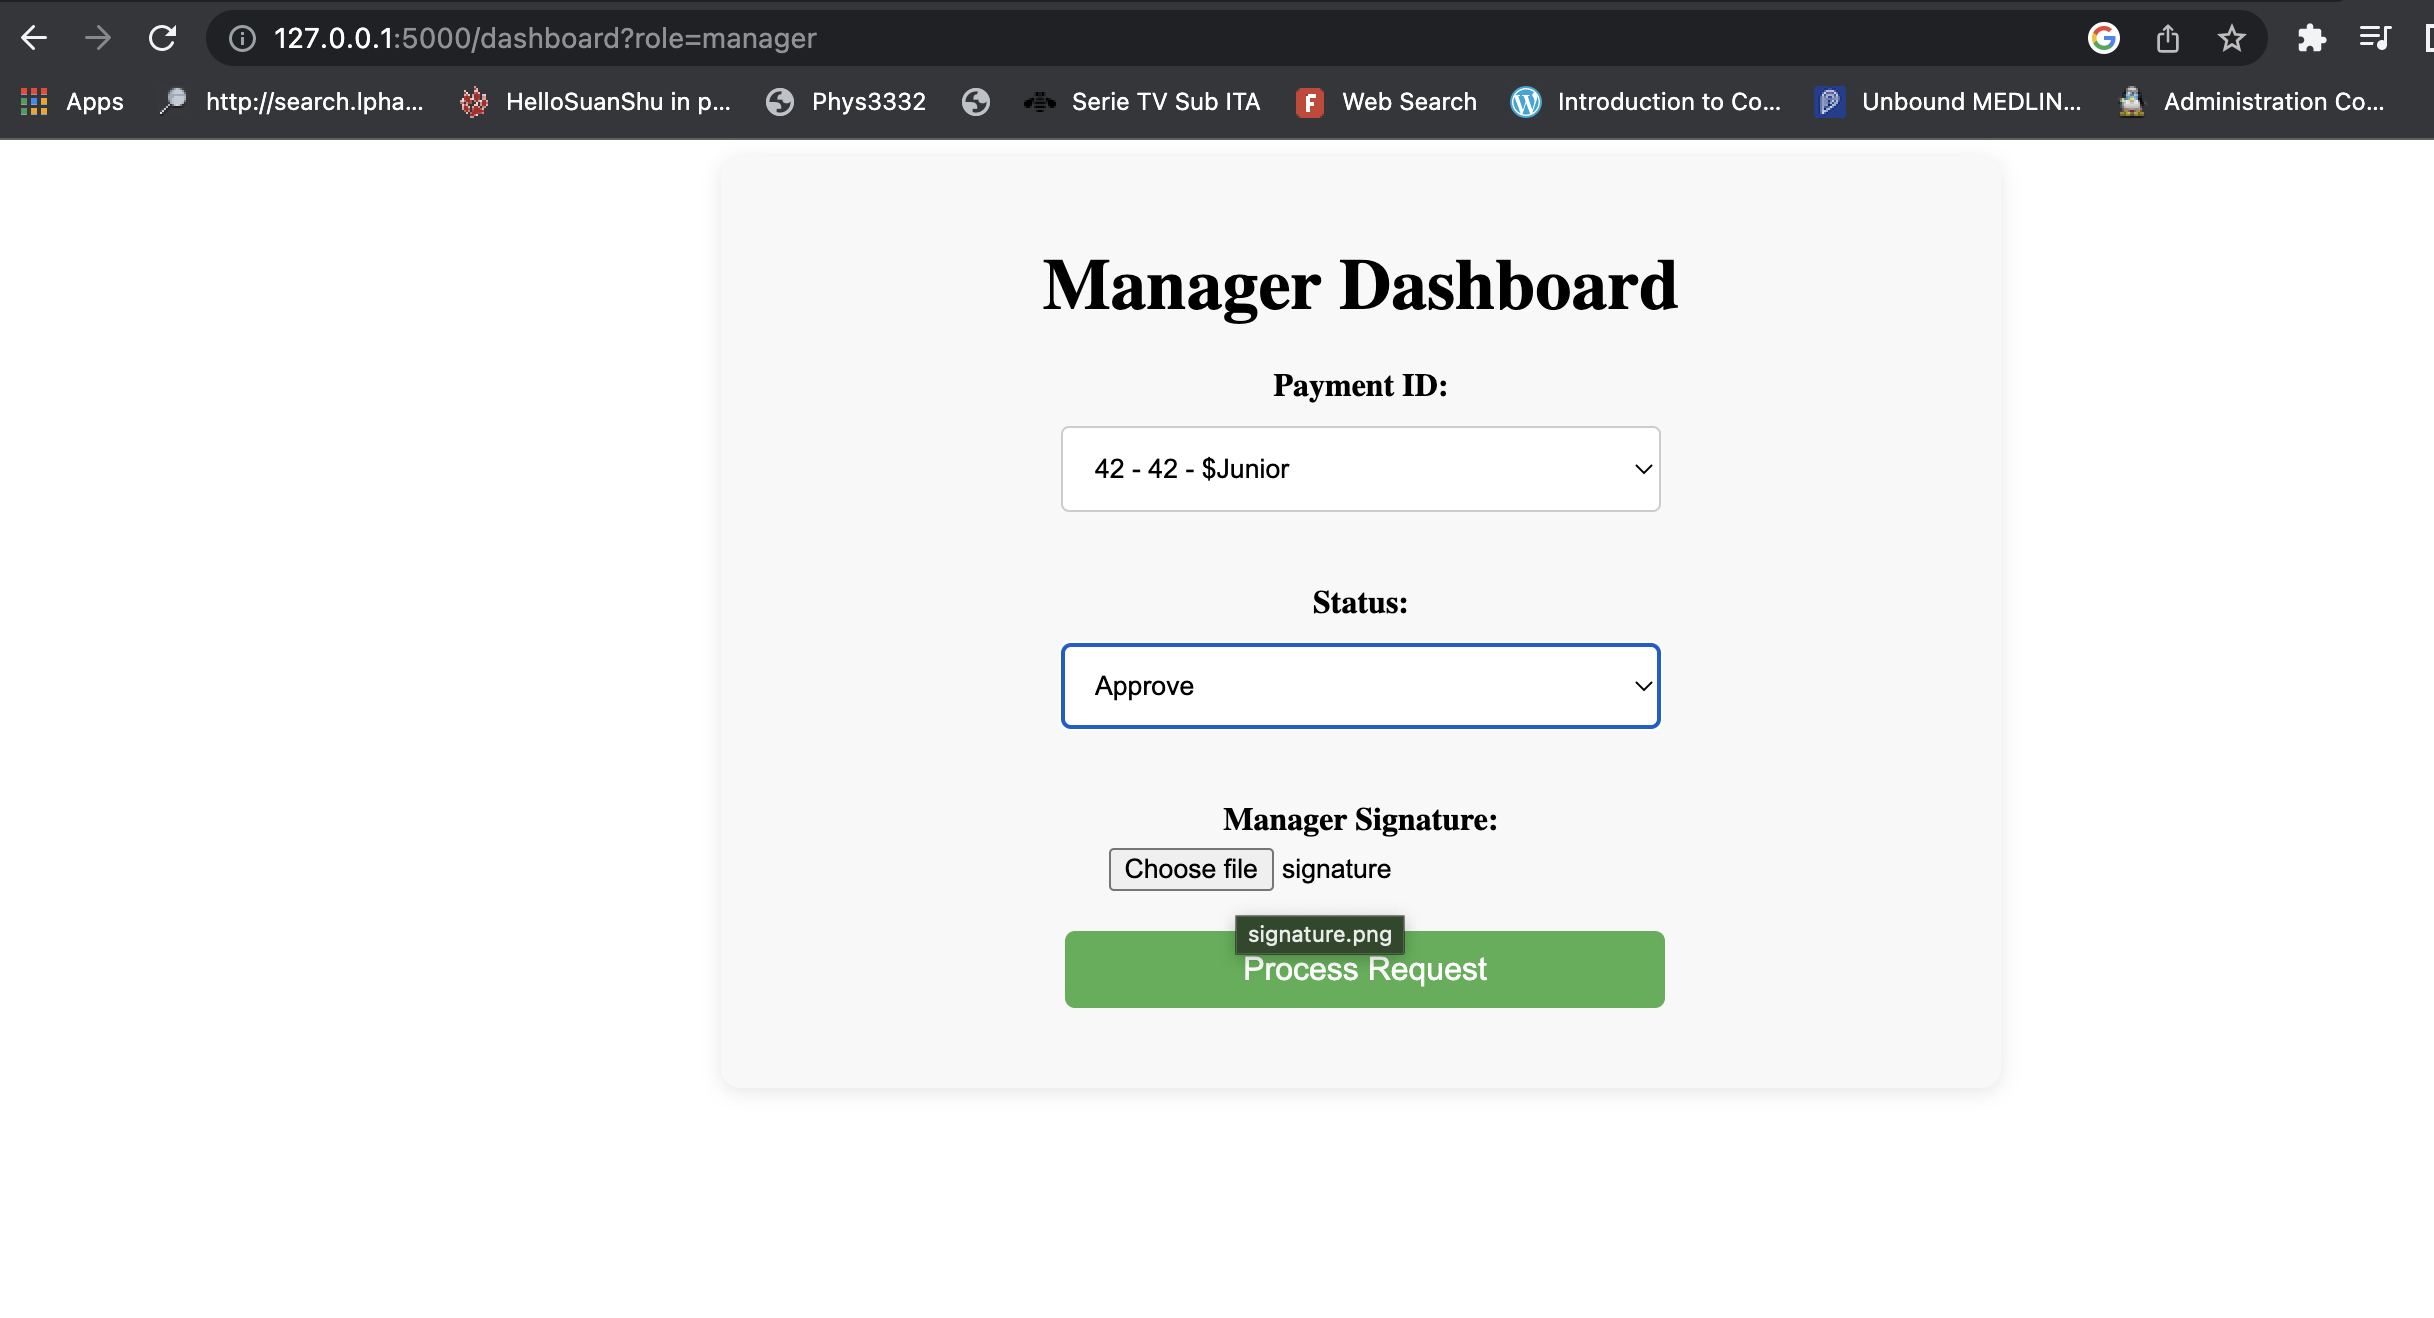 127.0.0.1:5000/dashboard?role=manager
Apps http://search.lpha... HelloSuanShu in p... Phys3332 Serie TV Sub ITA F Web Search Introduction to Co... Unbound MEDLIN... Administration Co...
Manager Dashboard
Payment ID:
42 - 42 - $Junior
Status:
Approve
Manager Signature:
Choose file signature
signature.png
Process Request